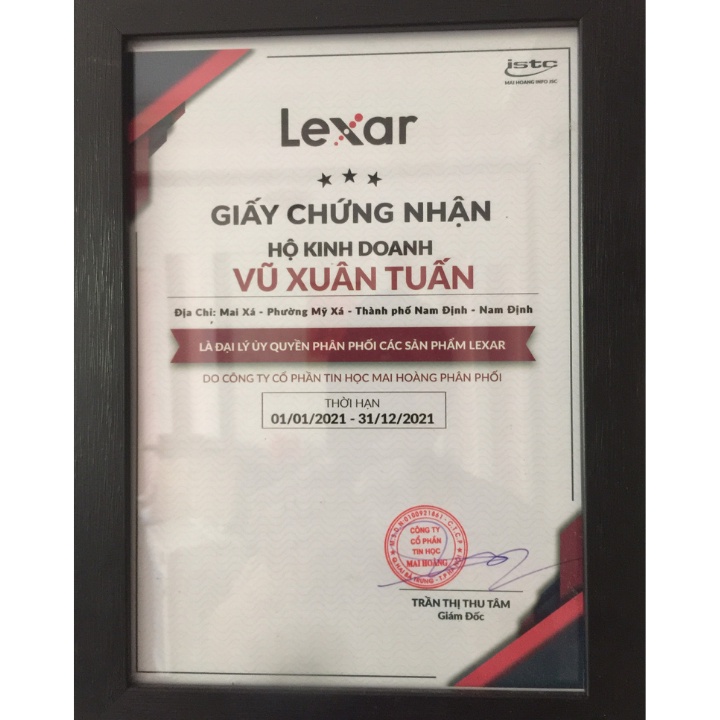 istc
MAI HOANG INFO JSC
Lexar
GIẤY CHỨNG NHẬN
HỘ KINH DOANH
VŨ XUÂN TUẤN
Địa Chỉ: Mai Xá - Phường Mỹ Xá - Thành phố Nam Định - Nam Định
LÀ ĐẠI LÝ ỦY QUYỀN PHÂN PHỐI CÁC SẢN PHẨM LEXAR
DO CÔNG TY CỔ PHẦN TIN HỌC MAI HOÀNG PHÂN PHỐI
THỜI HẠN
01/01/2021 - 31/12/2021
CÔNG TY
CỔ PHẦN
TIN HỌC
MAI HOÀNG
TRẦN THỊ THU TÂM
Giám Đốc